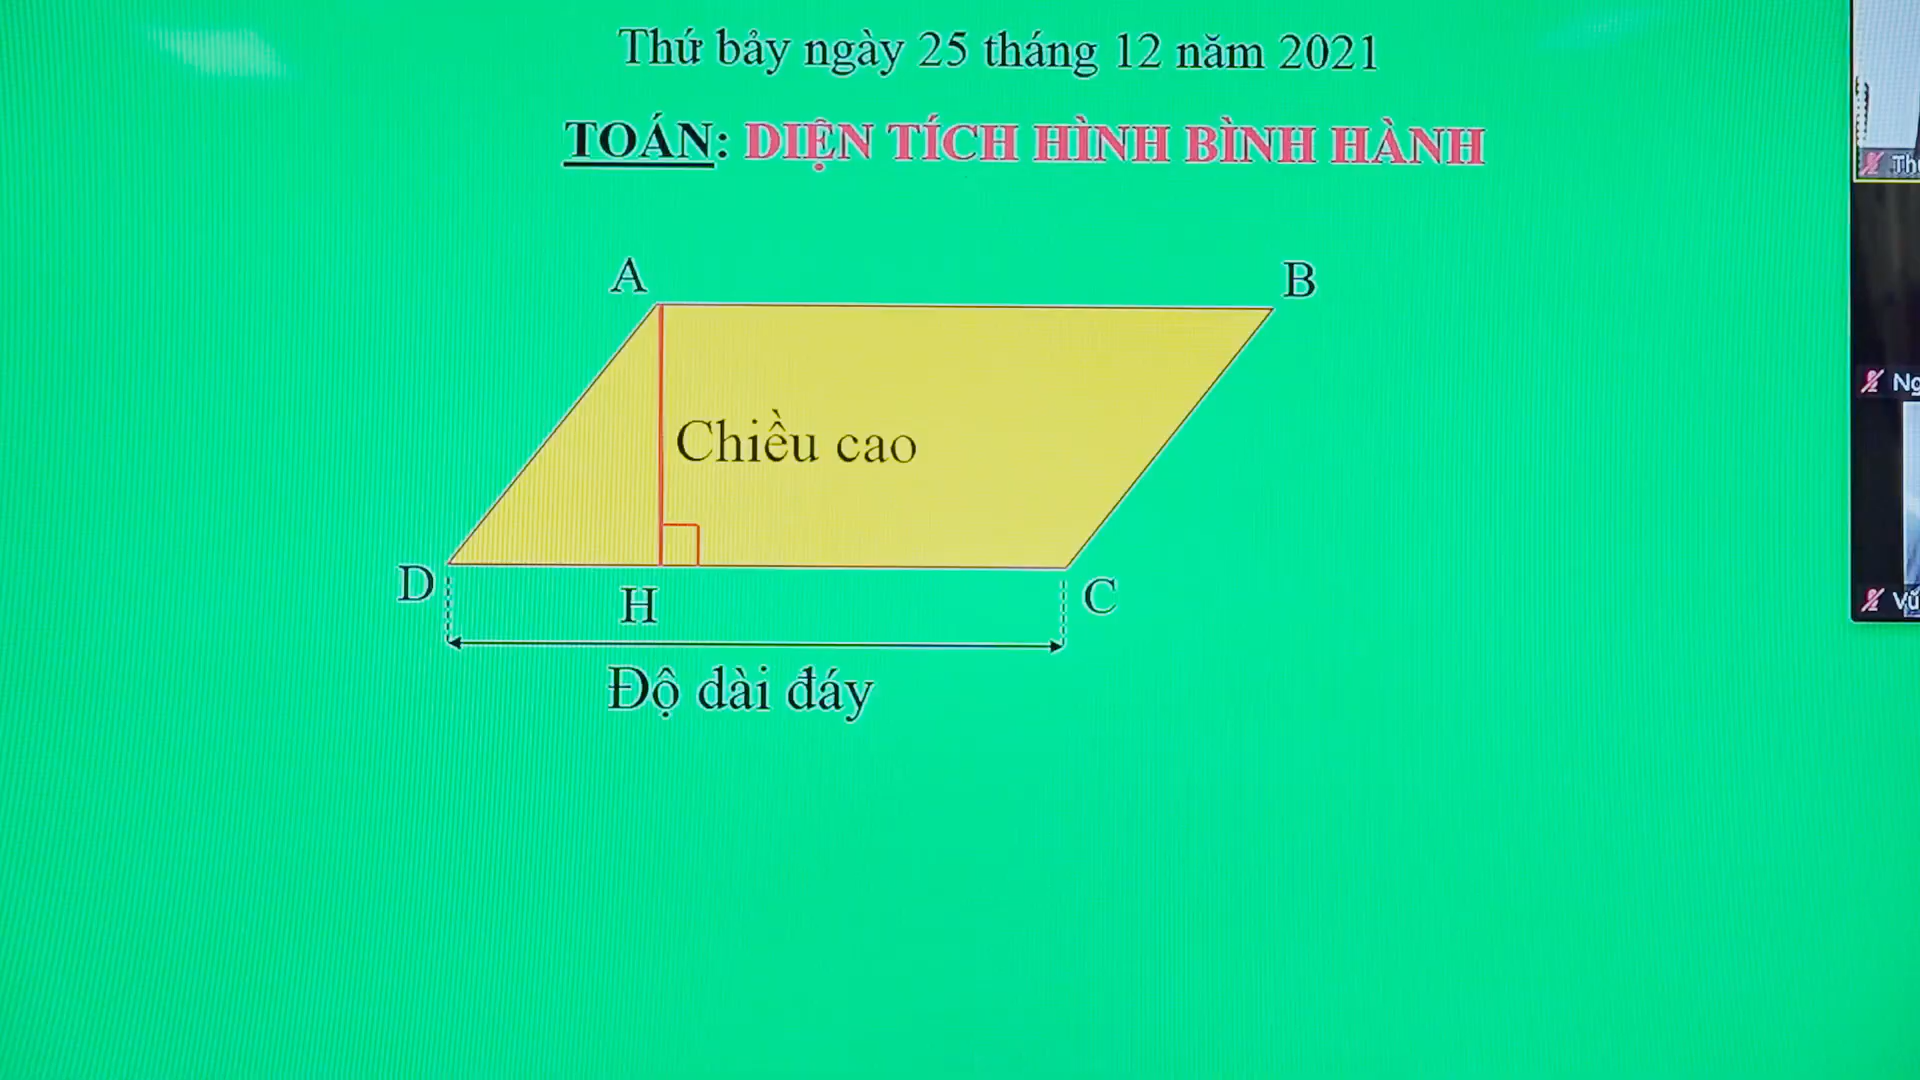 Thứ bảy ngày 25 tháng 12 năm 2021
TOÁN: DIỆN TÍCH HÌNH BÌNH HÀNH
A
B
Chiều cao
D
H
C
Độ dài đáy